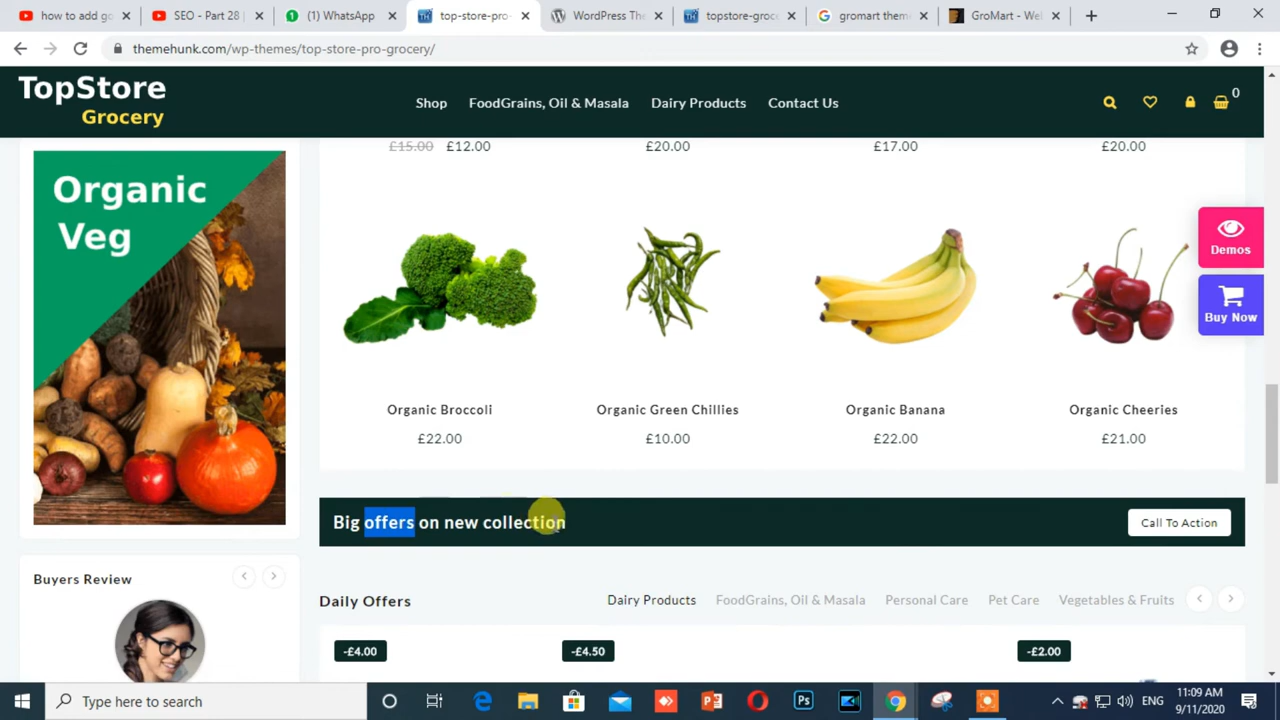 how to add go
SEO - Part 28 |
(1) WhatsApp
top-store-pro-
WordPress The
topstore-groc
gromart them
GroMart - Wel
themehunk.com/wp-themes/top-store-pro-grocery/
TopStore
Grocery
Shop
FoodGrains, Oil & Masala
Dairy Products
Contact Us
0
£15.00 £12.00
£20.00
£17.00
£20.00
Organic
Veg
Demos
Buy Now
Organic Broccoli
Organic Green Chillies
Organic Banana
Organic Cheeries
£22.00
£10.00
£22.00
£21.00
Big offers on new collection
Call To Action
Buyers Review
Daily Offers
Dairy Products
FoodGrains, Oil & Masala
Personal Care
Pet Care
Vegetables & Fruits
-£4.00
-£4.50
-£2.00
Type here to search
ENG
11:09 AM
9/11/2020